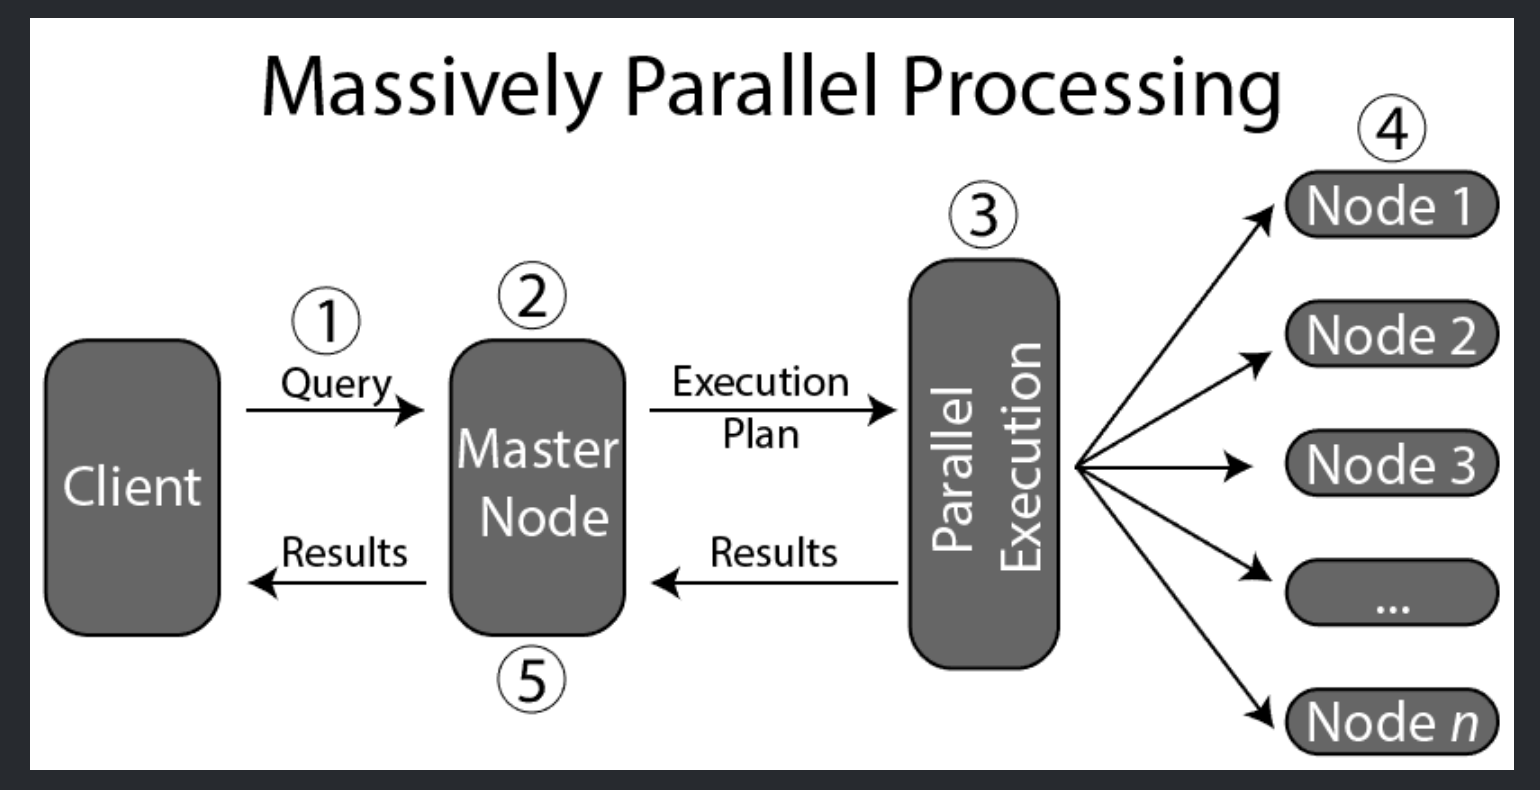 Massively Parallel Processing
1
Query
Client
Results
2
Master
Node
5
Execution
Plan
Results
3
Parallel
Execution
4
Node 1
Node 2
Node 3
...
Node n